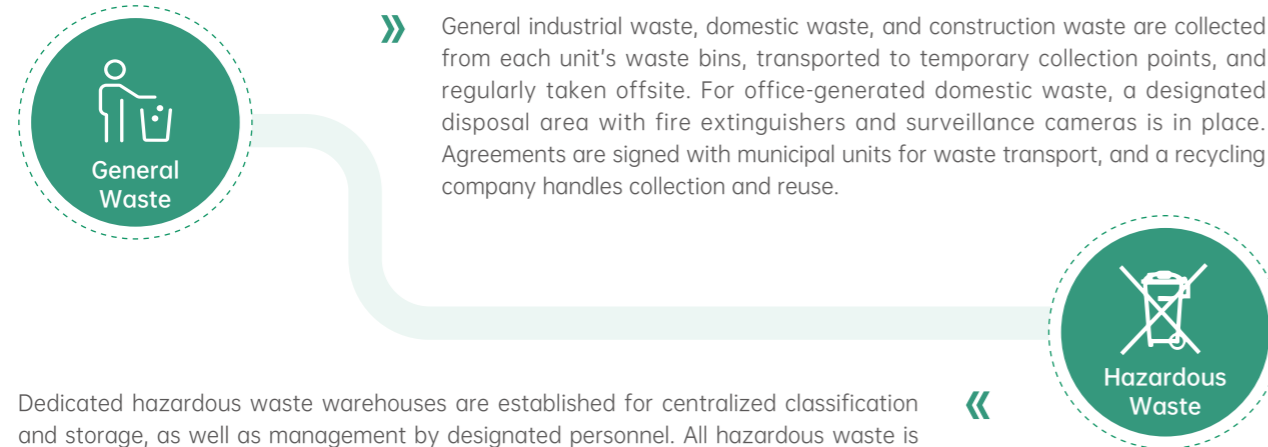 General
Waste
General industrial waste, domestic waste, and construction waste are collected
from each unit's waste bins, transported to temporary collection points, and
regularly taken offsite. For office-generated domestic waste, a designated
disposal area with fire extinguishers and surveillance cameras is in place.
Agreements are signed with municipal units for waste transport, and a recycling
company handles collection and reuse.
Hazardous
Waste
Dedicated hazardous waste warehouses are established for centralized classification
and storage, as well as management by designated personnel. All hazardous waste is